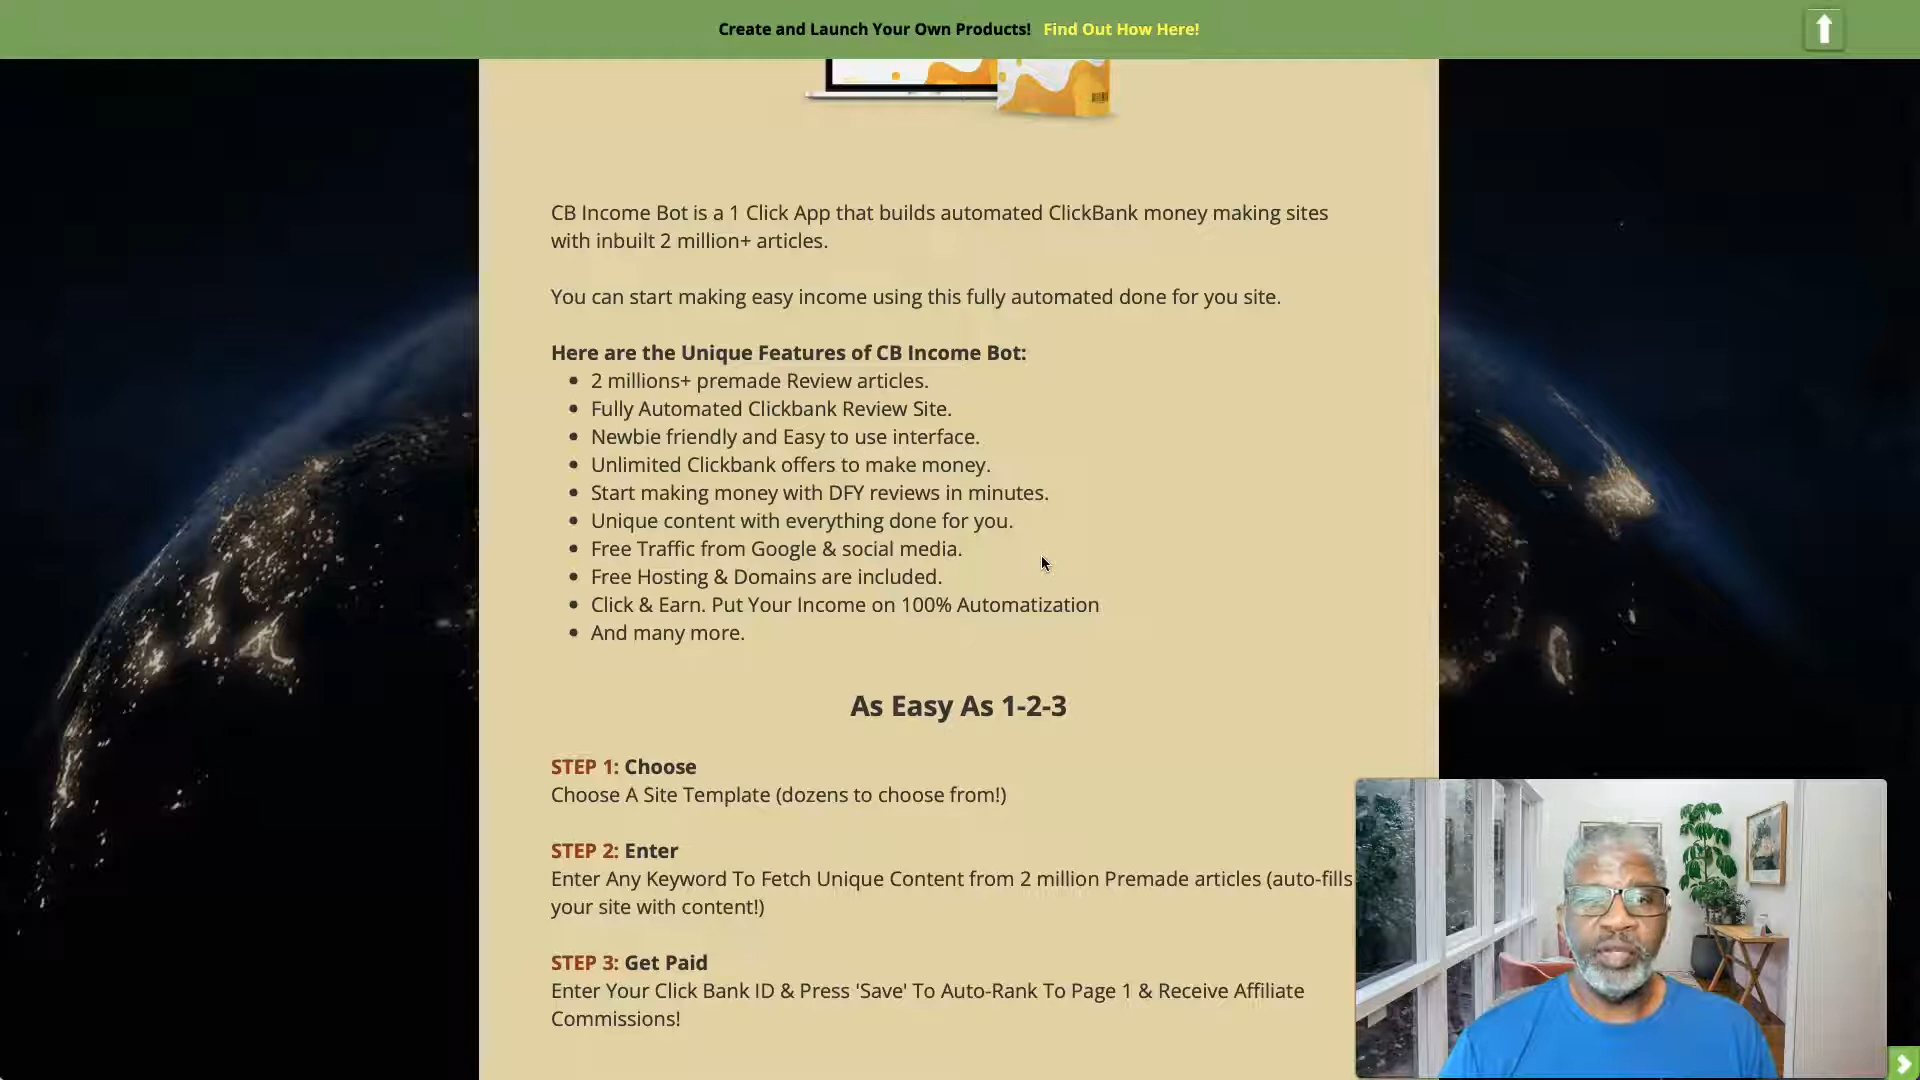 Create and Launch Your Own Products! Find Out How Here!
CB Income Bot is a 1 Click App that builds automated ClickBank money making sites
with inbuilt 2 million+ articles.
You can start making easy income using this fully automated done for you site.
Here are the Unique Features of CB Income Bot:
2 millions+ premade Review articles.
Fully Automated Clickbank Review Site.
Newbie friendly and Easy to use interface.
Unlimited Clickbank offers to make money.
Start making money with DFY reviews in minutes.
Unique content with everything done for you.
Free Traffic from Google & social media.
Free Hosting & Domains are included.
Click & Earn. Put Your Income on 100% Automatization
And many more.
As Easy As 1-2-3
STEP 1: Choose
Choose A Site Template (dozens to choose from!)
STEP 2: Enter
Enter Any Keyword To Fetch Unique Content from 2 million Premade articles (auto-fills
your site with content!)
STEP 3: Get Paid
Enter Your Click Bank ID & Press 'Save' To Auto-Rank To Page 1 & Receive Affiliate
Commissions!